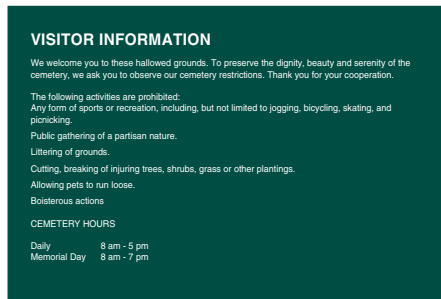 VISITOR INFORMATION
We welcome you to these hallowed grounds. To preserve the dignity, beauty and serenity of the
cemetery, we ask you to observe our cemetery restrictions. Thank you for your cooperation.
The following activities are prohibited:
Any form of sports or recreation, including, but not limited to jogging, bicycling, skating, and
picnicking.
Public gathering of a partisan nature.
Littering of grounds.
Cutting, breaking of injuring trees, shrubs, grass or other plantings.
Allowing pets to run loose.
Boisterous actions
CEMETERY HOURS
Daily 8 am - 5 pm
Memorial Day 8 am - 7 pm